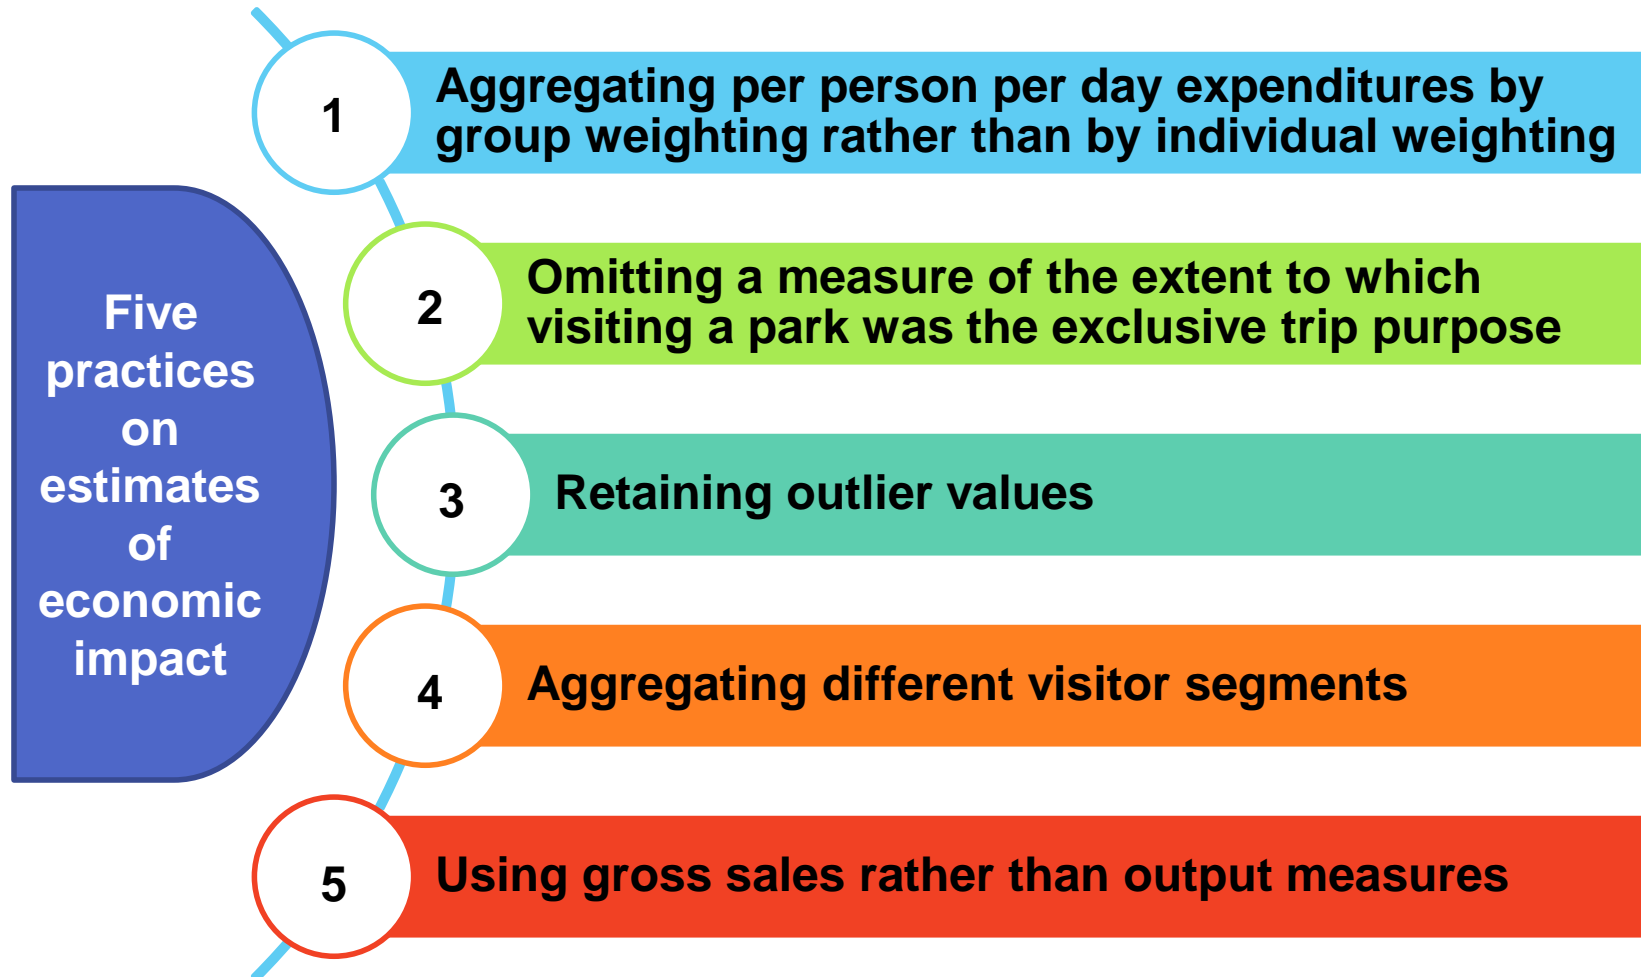 Five
practices
on
estimates
of
economic
impact
1
Aggregating per person per day expenditures by
group weighting rather than by individual weighting
2
Omitting a measure of the extent to which
visiting a park was the exclusive trip purpose
3
Retaining outlier values
4
Aggregating different visitor segments
5
Using gross sales rather than output measures